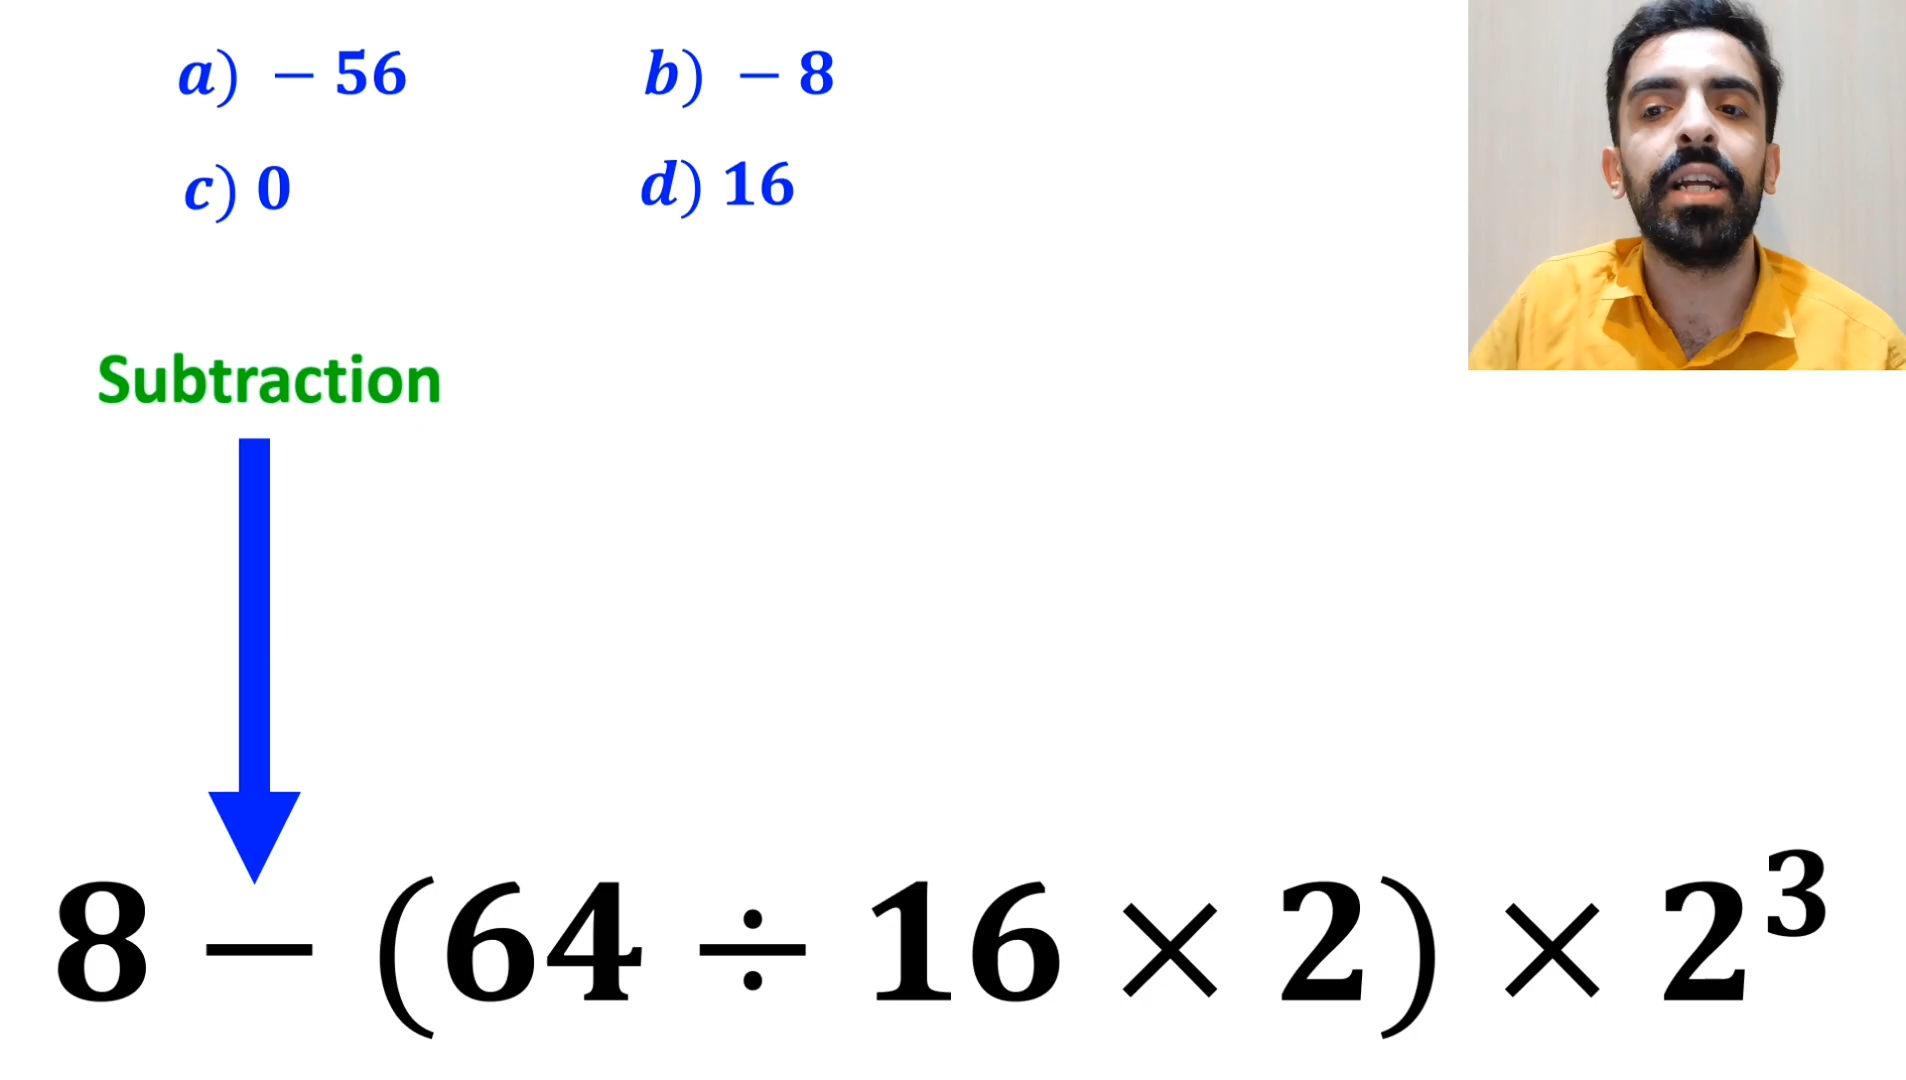 a) − 56 b) − 8
c) 0 d) 16
Subtraction
8 − (64 ÷ 16 × 2) × 2³